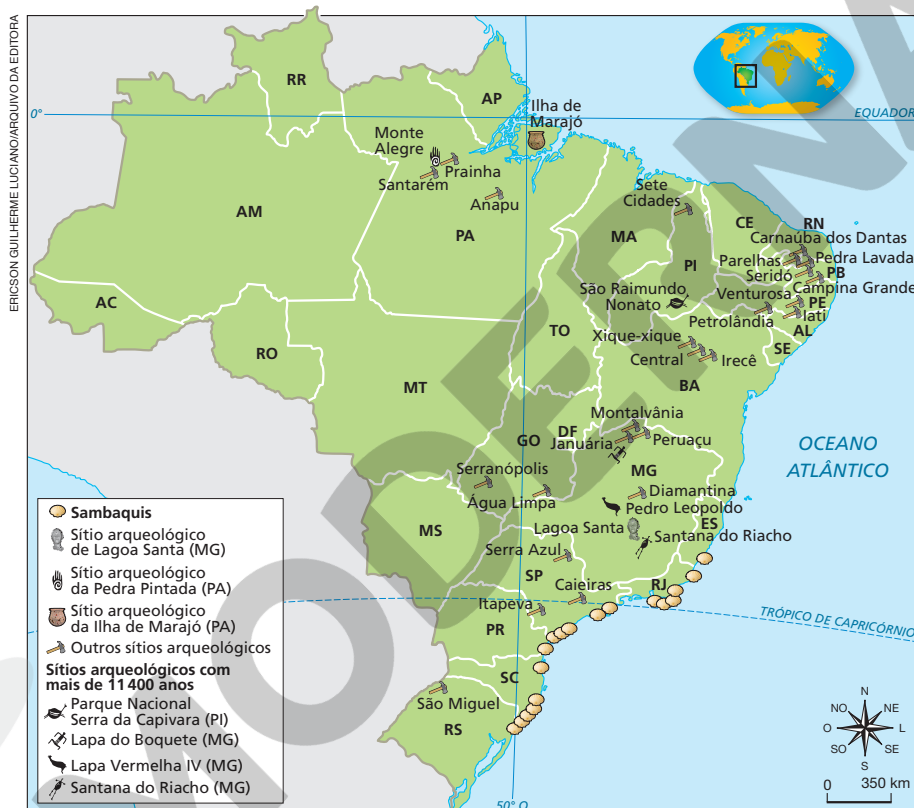 ERICSON GUILHERME LUCIANO/ARQUIVO DA EDITORA
RR
AP
Ilha de
Marajó
0°
EQUADOR
Monte
Alegre
Prainha
Santarém
Anapu
AM
PA
Sete
Cidades
MA
CE
RN
Carnaúba dos Dantas
Parelhas
Pedra Lavada
Seridó
PB
Campina Grande
PI
São Raimundo
Nonato
Venturosa
PE
Iati
Petrolândia
AL
SE
AC
RO
TO
Xique-xique
Central
Irecê
BA
MT
Montalvânia
GO
DF
Januária
Peruaçu
OCEANO
ATLÂNTICO
MG
Serranópolis
Água Limpa
Diamantina
Pedro Leopoldo
ES
MS
Lagoa Santa
Santana do Riacho
Serra Azul
SP
Caieiras
RJ
Itapeva
TRÓPICO DE CAPRICÓRNIO
PR
SC
São Miguel
RS
50° O
Sambaquis
Sítio arqueológico
de Lagoa Santa (MG)
Sítio arqueológico
da Pedra Pintada (PA)
Sítio arqueológico
da Ilha de Marajó (PA)
Outros sítios arqueológicos
Sítios arqueológicos com
mais de 11 400 anos
Parque Nacional
Serra da Capivara (PI)
Lapa do Boquete (MG)
Lapa Vermelha IV (MG)
Santana do Riacho (MG)
N
NO
NE
O
L
SO
SE
S
0 350 km
MODERNA